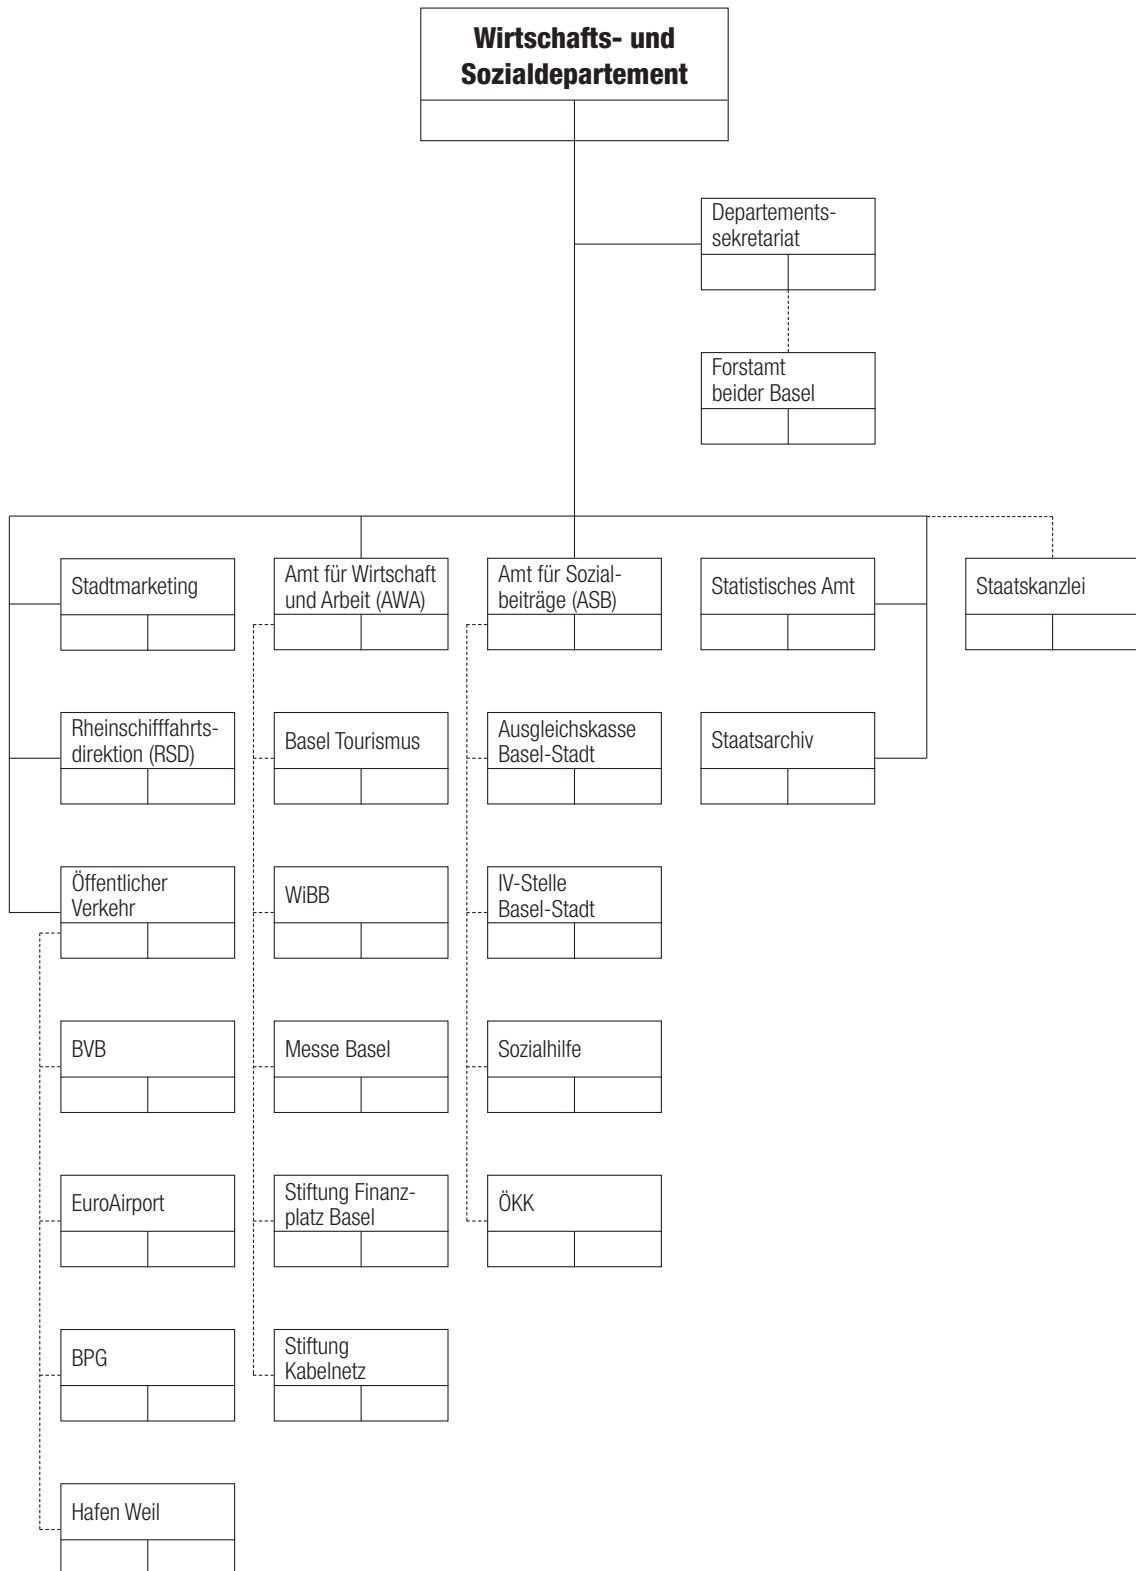 Wirtschafts- und
Sozialdepartement
Departements-
sekretariat
Forstamt
beider Basel
Stadtmarketing
Amt für Wirtschaft
und Arbeit (AWA)
Amt für Sozial-
beiträge (ASB)
Statistisches Amt
Staatskanzlei
Rheinschifffahrts-
direktion (RSD)
Basel Tourismus
Ausgleichskasse
Basel-Stadt
Staatsarchiv
Öffentlicher
Verkehr
WiBB
IV-Stelle
Basel-Stadt
BVB
Messe Basel
Sozialhilfe
EuroAirport
Stiftung Finanz-
platz Basel
ÖKK
BPG
Stiftung
Kabelnetz
Hafen Weil